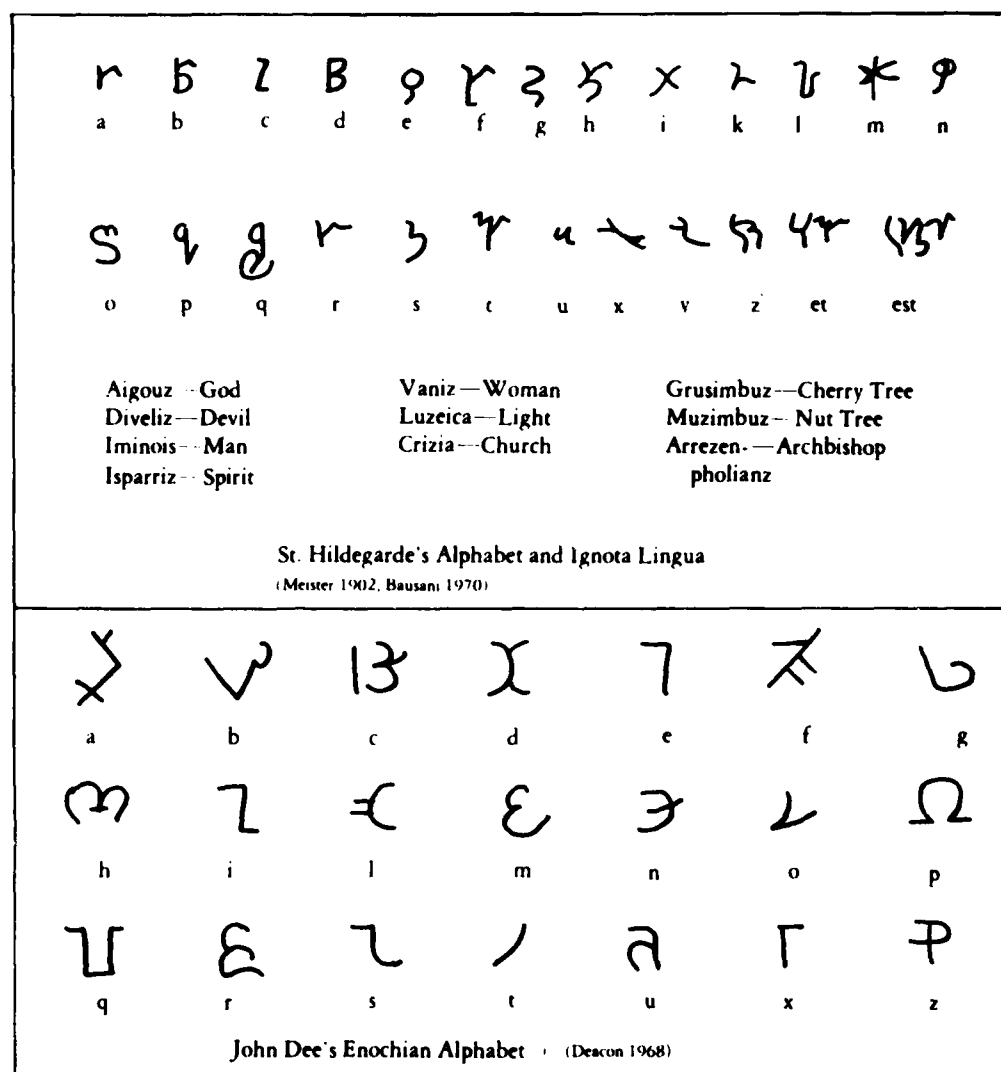 a b c d e f g h i k l m n
o p q r s t u x y z et est
Aigouz--God Vaniz—Woman Grusimbuz—Cherry Tree
Diveliz—Devil Luzeica—Light Muzimbuz--Nut Tree
Iminois--Man Crizia—Church Arrezen-—Archbishop
Isparriz--Spirit pholianz
St. Hildegarde's Alphabet and Ignota Lingua
(Meister 1902, Bausani 1970)
a b c d e f g
h i l m n o p
q r s t u x z
John Dee's Enochian Alphabet (Deacon 1968)